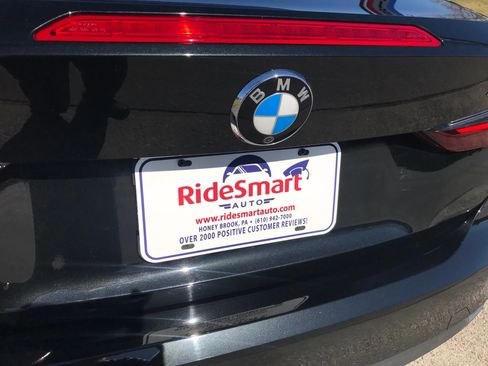 BMW
RideSmart
AUTO
www.ridesmartauto.com
HONEY BROOK, PA • (610) 942-7000
OVER 2000 POSITIVE CUSTOMER REVIEWS!